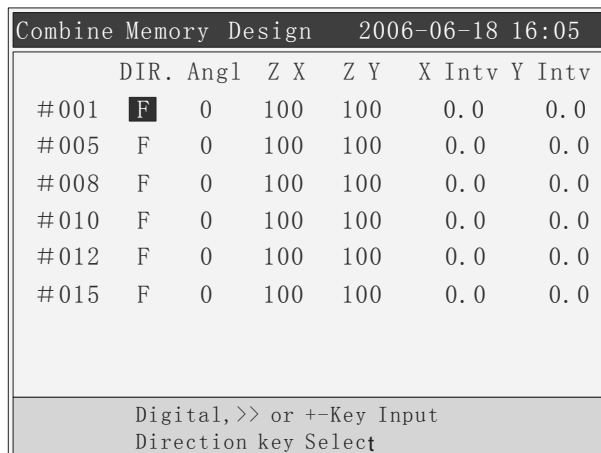 Combine Memory Design 2006-06-18 16:05
DIR. Angl Z X Z Y X Intv Y Intv
#001 F 0 100 100 0.0 0.0
#005 F 0 100 100 0.0 0.0
#008 F 0 100 100 0.0 0.0
#010 F 0 100 100 0.0 0.0
#012 F 0 100 100 0.0 0.0
#015 F 0 100 100 0.0 0.0
Digital,>> or +-Key Input
Direction key Select